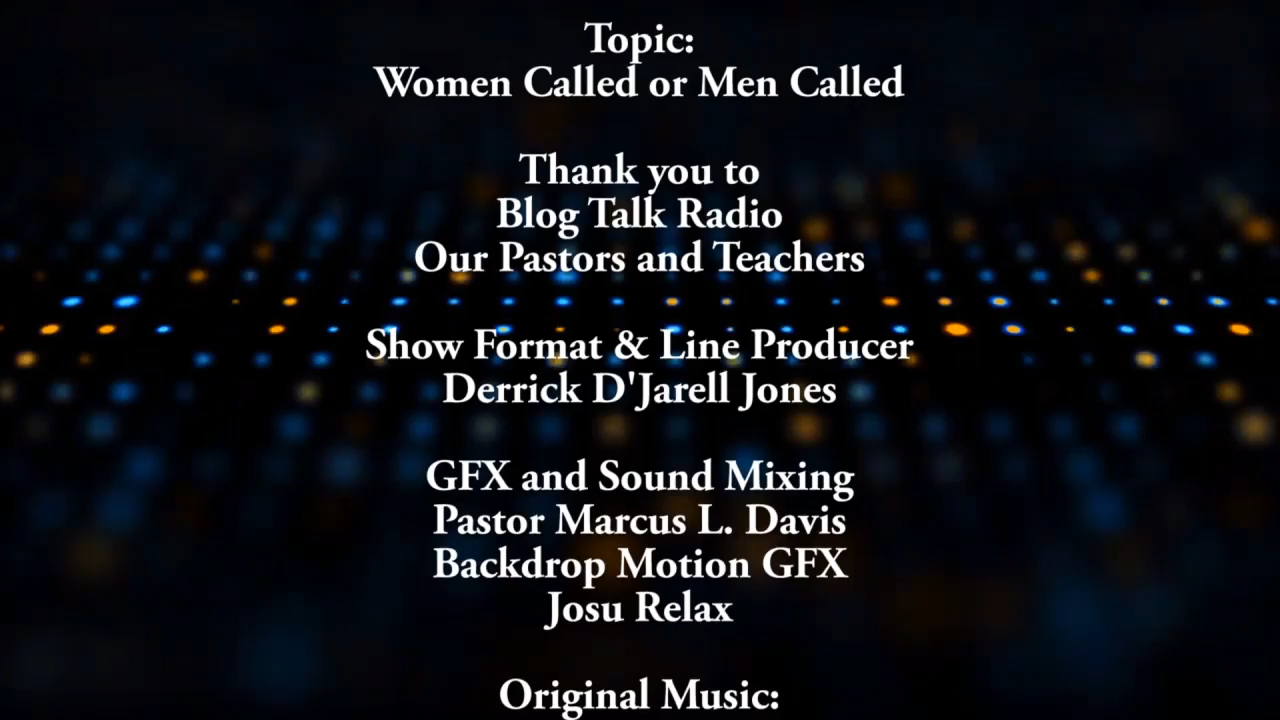 Topic:
Women Called or Men Called
Thank you to
Blog Talk Radio
Our Pastors and Teachers
Show Format & Line Producer
Derrick D'Jarell Jones
GFX and Sound Mixing
Pastor Marcus L. Davis
Backdrop Motion GFX
Josu Relax
Original Music: